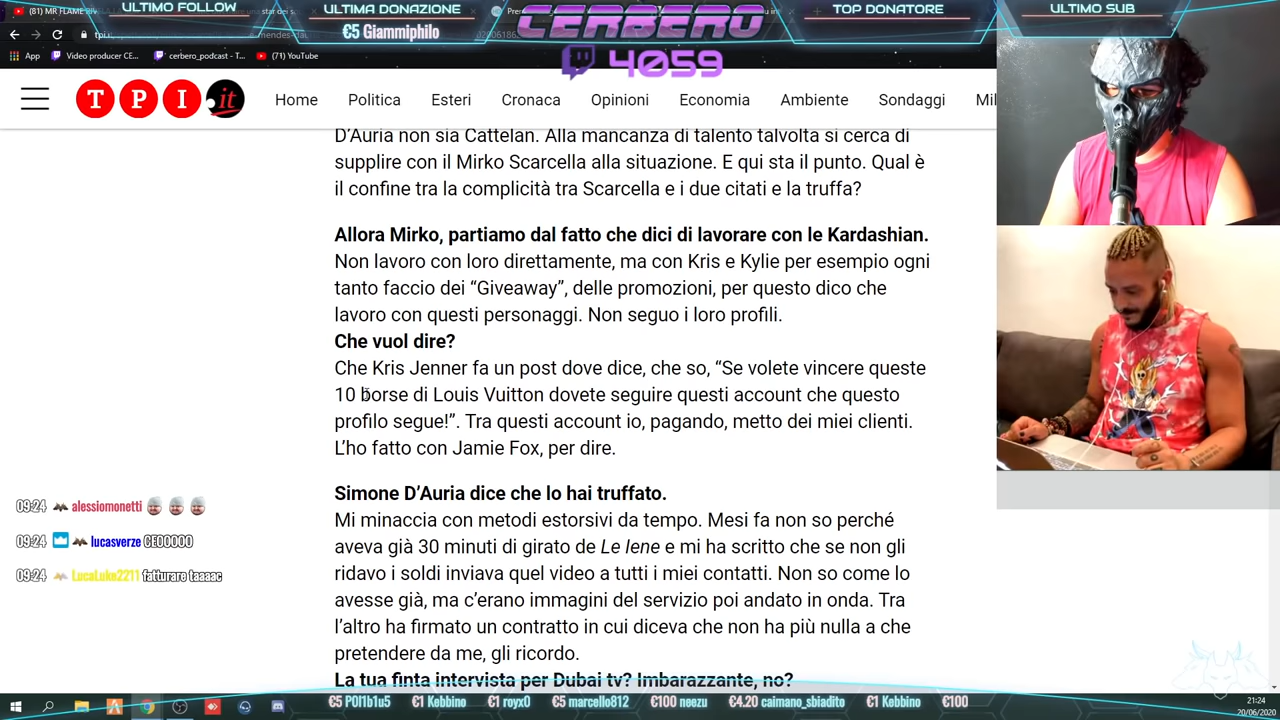 ULTIMO FOLLOW
ULTIMA DONAZIONE
€5 Giammiphilo
CERBERO
4059
TOP DONATORE
ULTIMO SUB
App
Video producer CE...
cerbero_podcast - T...
(71) YouTube
TPI.it
Home
Politica
Esteri
Cronaca
Opinioni
Economia
Ambiente
Sondaggi
Mil
D’Auria non sia Cattelan. Alla mancanza di talento talvolta si cerca di
supplire con il Mirko Scarcella alla situazione. E qui sta il punto. Qual è
il confine tra la complicità tra Scarcella e i due citati e la truffa?
Allora Mirko, partiamo dal fatto che dici di lavorare con le Kardashian.
Non lavoro con loro direttamente, ma con Kris e Kylie per esempio ogni
tanto faccio dei “Giveaway”, delle promozioni, per questo dico che
lavoro con questi personaggi. Non seguo i loro profili.
Che vuol dire?
Che Kris Jenner fa un post dove dice, che so, “Se volete vincere queste
10 borse di Louis Vuitton dovete seguire questi account che questo
profilo segue!”. Tra questi account io, pagando, metto dei miei clienti.
L’ho fatto con Jamie Fox, per dire.
Simone D’Auria dice che lo hai truffato.
Mi minaccia con metodi estorsivi da tempo. Mesi fa non so perché
aveva già 30 minuti di girato de Le Iene e mi ha scritto che se non gli
ridavo i soldi inviava quel video a tutti i miei contatti. Non so come lo
avesse già, ma c’erano immagini del servizio poi andato in onda. Tra
l’altro ha firmato un contratto in cui diceva che non ha più nulla a che
pretendere da me, gli ricordo.
La tua finta intervista per Dubai tv? Imbarazzante, no?
09:24 alessiomonetti
09:24 lucasverze CEDOOOO
09:24 LucaLuke2211 fatturare taaaac
€5 P0l1b1u5
€1 Kebbino
€1 royx0
€5 marcello812
€100 neezu
€4.20 caimano_sbiadito
€1 Kebbino
€100
21:24
20/06/2020